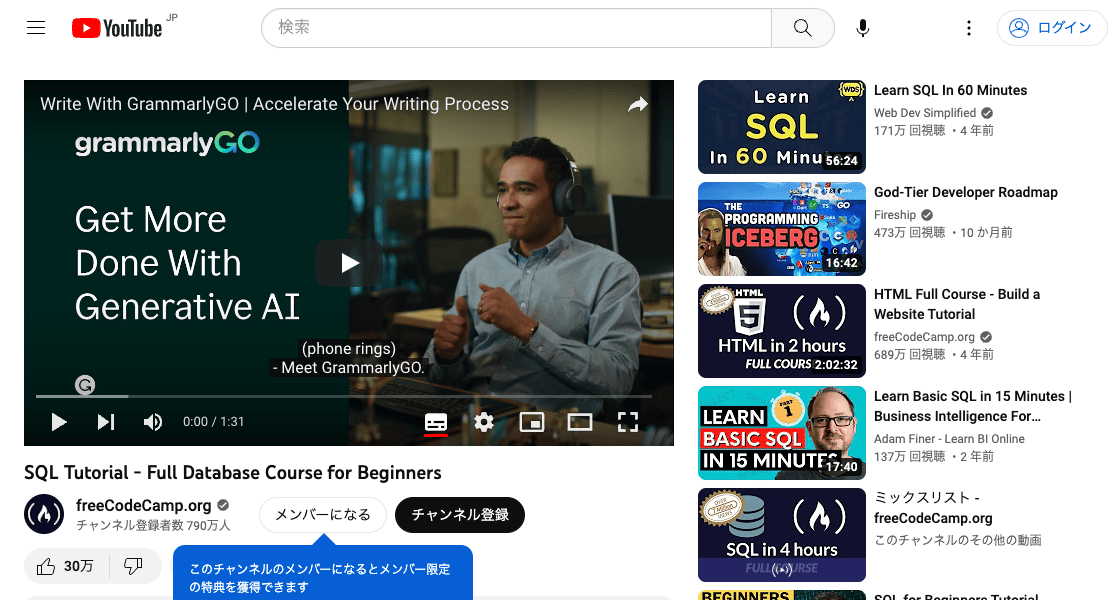 YouTube JP
検索
ログイン
Write With GrammarlyGO | Accelerate Your Writing Process
grammarlyGO
Get More
Done With
Generative AI
(phone rings)
- Meet GrammarlyGO.
G
0:00 / 1:31
SQL Tutorial - Full Database Course for Beginners
freeCodeCamp.org
チャンネル登録者数 790万人
メンバーになる
チャンネル登録
30万
このチャンネルのメンバーになるとメンバー限定
の特典を獲得できます
Learn
SQL
In 60 Minu
WDS
56:24
Learn SQL In 60 Minutes
Web Dev Simplified
171万 回視聴 ・4 年前
THE
PROGRAMMING
ICEBERG
16:42
God-Tier Developer Roadmap
Fireship
473万 回視聴 ・10 か月前
HTML
5
HTML in 2 hours
FULL COURS
2:02:32
HTML Full Course - Build a
Website Tutorial
freeCodeCamp.org
689万 回視聴 ・4 年前
PART
1
LEARN
BASIC SQL
IN 15 MINUTES
17:40
Learn Basic SQL in 15 Minutes |
Business Intelligence For...
Adam Finer - Learn BI Online
137万 回視聴 ・2 年前
SQL in 4 hours
FULL COURSE
ミックスリスト -
freeCodeCamp.org
このチャンネルのその他の動画
BEGINNERS
SQL for Beginners Tutorial